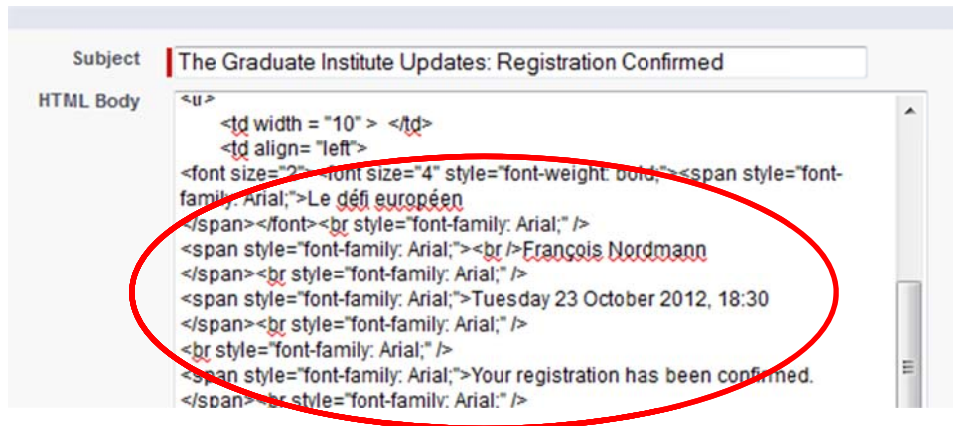 Subject The Graduate Institute Updates: Registration Confirmed
HTML Body
<td width = "10" > </td>
<td align= "left">
<font size="2"> <font size="4" style="font-weight: bold;"><span style="font-
family: Arial;">Le défi européen
</span></font><br style="font-family: Arial;" />
<span style="font-family: Arial;"><br />François Nordmann
</span><br style="font-family: Arial;" />
<span style="font-family: Arial;">Tuesday 23 October 2012, 18:30
</span><br style="font-family: Arial;" />
<br style="font-family: Arial;" />
<span style="font-family: Arial;">Your registration has been confirmed.
</span><br style="font-family: Arial;" />